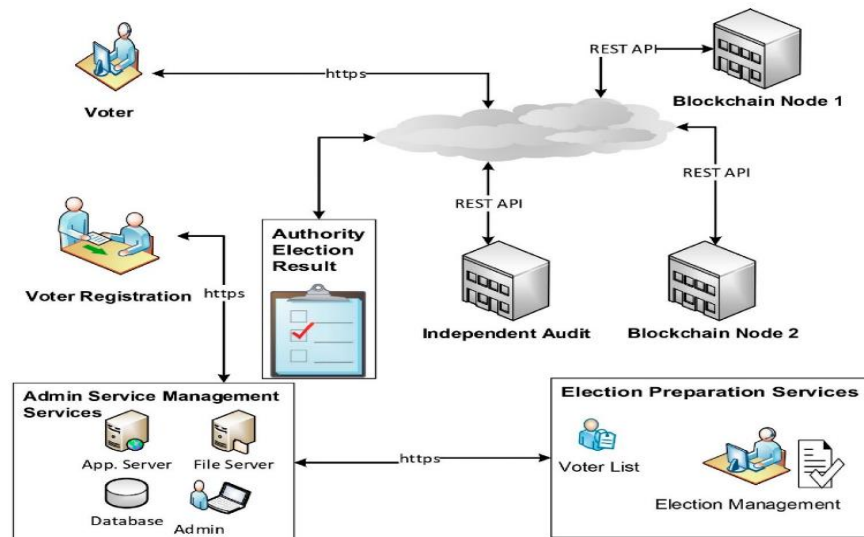 REST API
https
Blockchain Node 1
Voter
REST API
REST API
Authority
Election
Result
Voter Registration
https
Independent Audit
Blockchain Node 2
Admin Service Management
Services
App. Server
File Server
Database
Admin
https
Election Preparation Services
Voter List
Election Management